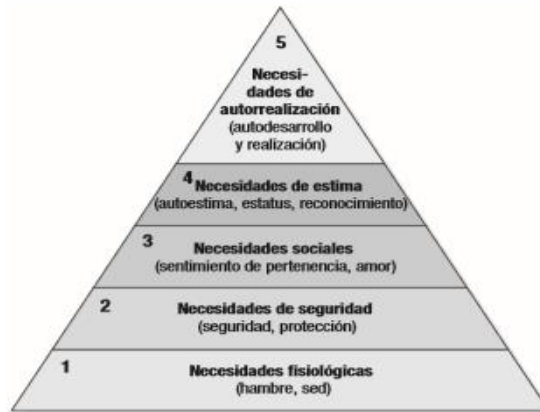 5
Necesi-
dades de
autorrealización
(autodesarrollo
y realización)
4
Necesidades de estima
(autoestima, estatus, reconocimiento)
3
Necesidades sociales
(sentimiento de pertenencia, amor)
2
Necesidades de seguridad
(seguridad, protección)
1
Necesidades fisiológicas
(hambre, sed)